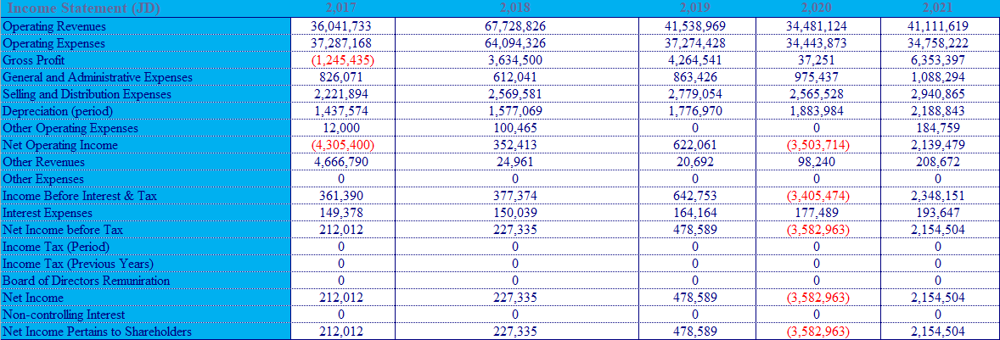 Income Statement (JD) 2,017 2,018 2,019 2,020 2,021
Operating Revenues 36,041,733 67,728,826 41,538,969 34,481,124 41,111,619
Operating Expenses 37,287,168 64,094,326 37,274,428 34,443,873 34,758,222
Gross Profit (1,245,435) 3,634,500 4,264,541 37,251 6,353,397
General and Administrative Expenses 826,071 612,041 863,426 975,437 1,088,294
Selling and Distribution Expenses 2,221,894 2,569,581 2,779,054 2,565,528 2,940,865
Depreciation (period) 1,437,574 1,577,069 1,776,970 1,883,984 2,188,843
Other Operating Expenses 12,000 100,465 0 0 184,759
Net Operating Income (4,305,400) 352,413 622,061 (3,503,714) 2,139,479
Other Revenues 4,666,790 24,961 20,692 98,240 208,672
Other Expenses 0 0 0 0 0
Income Before Interest & Tax 361,390 377,374 642,753 (3,405,474) 2,348,151
Interest Expenses 149,378 150,039 164,164 177,489 193,647
Net Income before Tax 212,012 227,335 478,589 (3,582,963) 2,154,504
Income Tax (Period) 0 0 0 0 0
Income Tax (Previous Years) 0 0 0 0 0
Board of Directors Remuniration 0 0 0 0 0
Net Income 212,012 227,335 478,589 (3,582,963) 2,154,504
Non-controlling Interest 0 0 0 0 0
Net Income Pertains to Shareholders 212,012 227,335 478,589 (3,582,963) 2,154,504